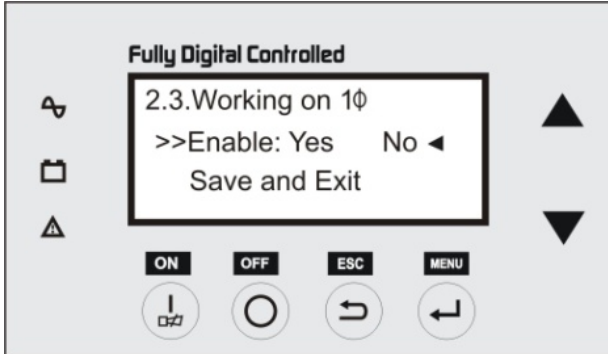 Fully Digital Controlled
2.3.Working on 1Φ
>>Enable: Yes No ◄
Save and Exit
ON OFF ESC MENU